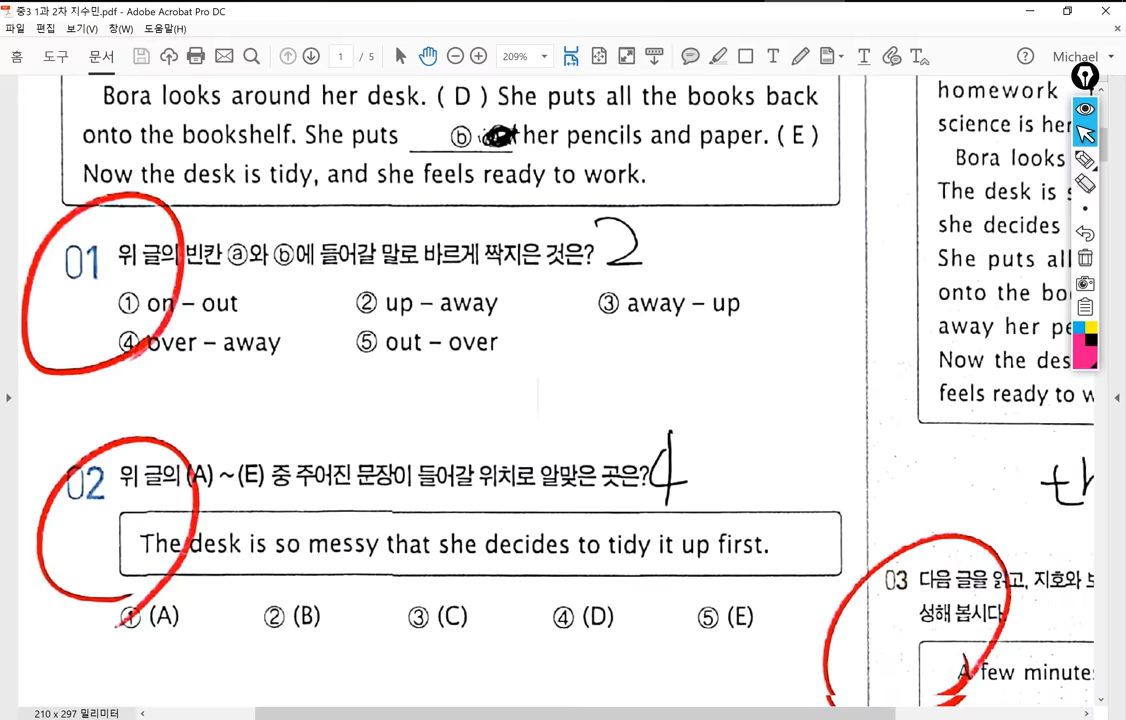 중3 1과 2차 지수민.pdf - Adobe Acrobat Pro DC
파일 편집 보기(V) 창(W) 도움말(H)
홈 도구 문서 1 / 5 209% Michael
Bora looks around her desk. ( D ) She puts all the books back
onto the bookshelf. She puts ⓑ her pencils and paper. ( E )
Now the desk is tidy, and she feels ready to work.
01 위 글의 빈칸 ⓐ와 ⓑ에 들어갈 말로 바르게 짝지은 것은? 2
① on – out ② up – away ③ away – up
④ over – away ⑤ out – over
02 위 글의 (A) ~ (E) 중 주어진 문장이 들어갈 위치로 알맞은 곳은? 4
The desk is so messy that she decides to tidy it up first.
① (A) ② (B) ③ (C) ④ (D) ⑤ (E)
homework
science is her
Bora looks
The desk is s
she decides
She puts all
onto the bo
away her pe
Now the des
feels ready to w
th
03 다음 글을 읽고, 지호와 보
성해 봅시다.
A few minute
210 x 297 밀리미터